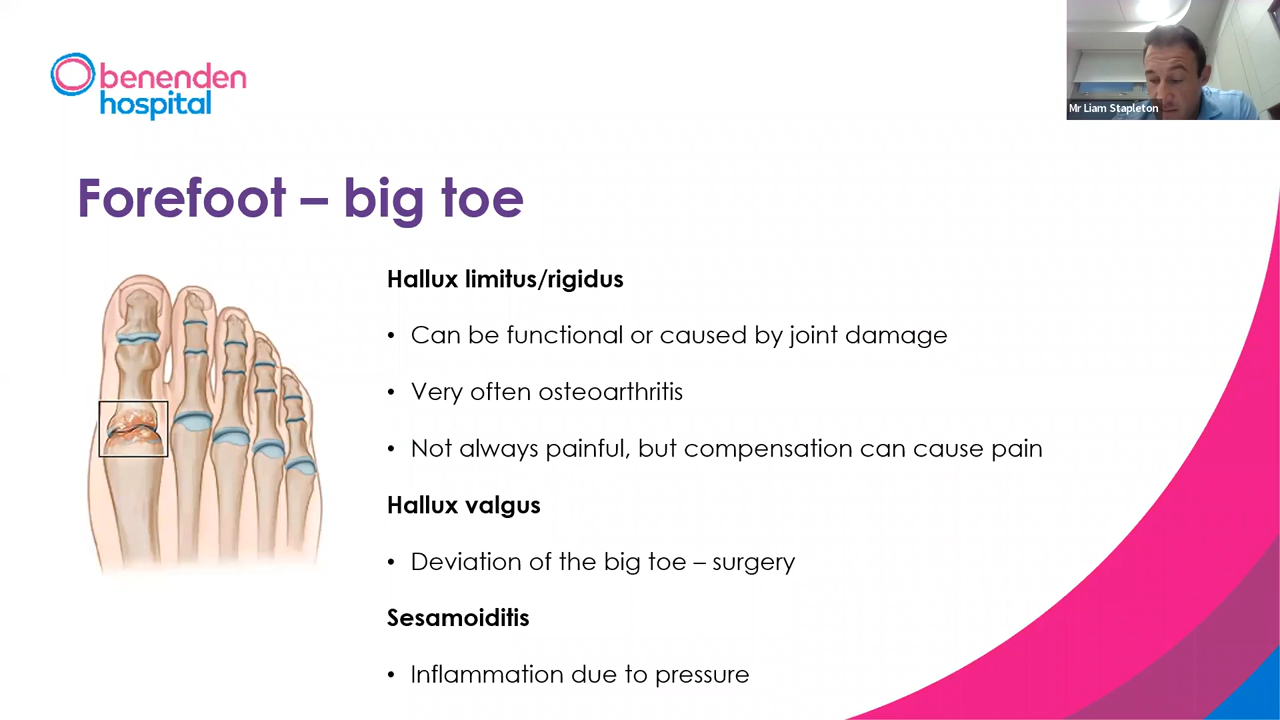 benenden
hospital
Mr Liam Stapleton
Forefoot – big toe
Hallux limitus/rigidus
• Can be functional or caused by joint damage
• Very often osteoarthritis
• Not always painful, but compensation can cause pain
Hallux valgus
• Deviation of the big toe – surgery
Sesamoiditis
• Inflammation due to pressure